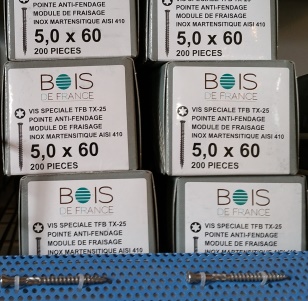 POINTE ANTI-FENDAGE
MODULE DE FRAISAGE
INOX MARTENSITIQUE AISI 410
5,0 x 60
200 PIECES
POINTE ANTI-FENDAGE
MODULE DE FRAISAGE
INOX MARTENSITIQUE AISI 410
5,0 x 60
200 PIECES
BOIS
DE FRANCE
VIS SPECIALE TFB TX-25
POINTE ANTI-FENDAGE
MODULE DE FRAISAGE
INOX MARTENSITIQUE AISI 410
5,0 x 60
200 PIECES
BOIS
DE FRANCE
VIS SPECIALE TFB TX-25
POINTE ANTI-FENDAGE
MODULE DE FRAISAGE
INOX MARTENSITIQUE AISI 410
5,0 x 60
200 PIECES
BOIS
DE FRANCE
VIS SPECIALE TFB TX-25
POINTE ANTI-FENDAGE
MODULE DE FRAISAGE
INOX MARTENSITIQUE AISI 410
BOIS
DE FRANCE
VIS SPECIALE TFB TX-25
POINTE ANTI-FENDAGE
MODULE DE FRAISAGE
INOX MARTENSITIQUE AISI 410